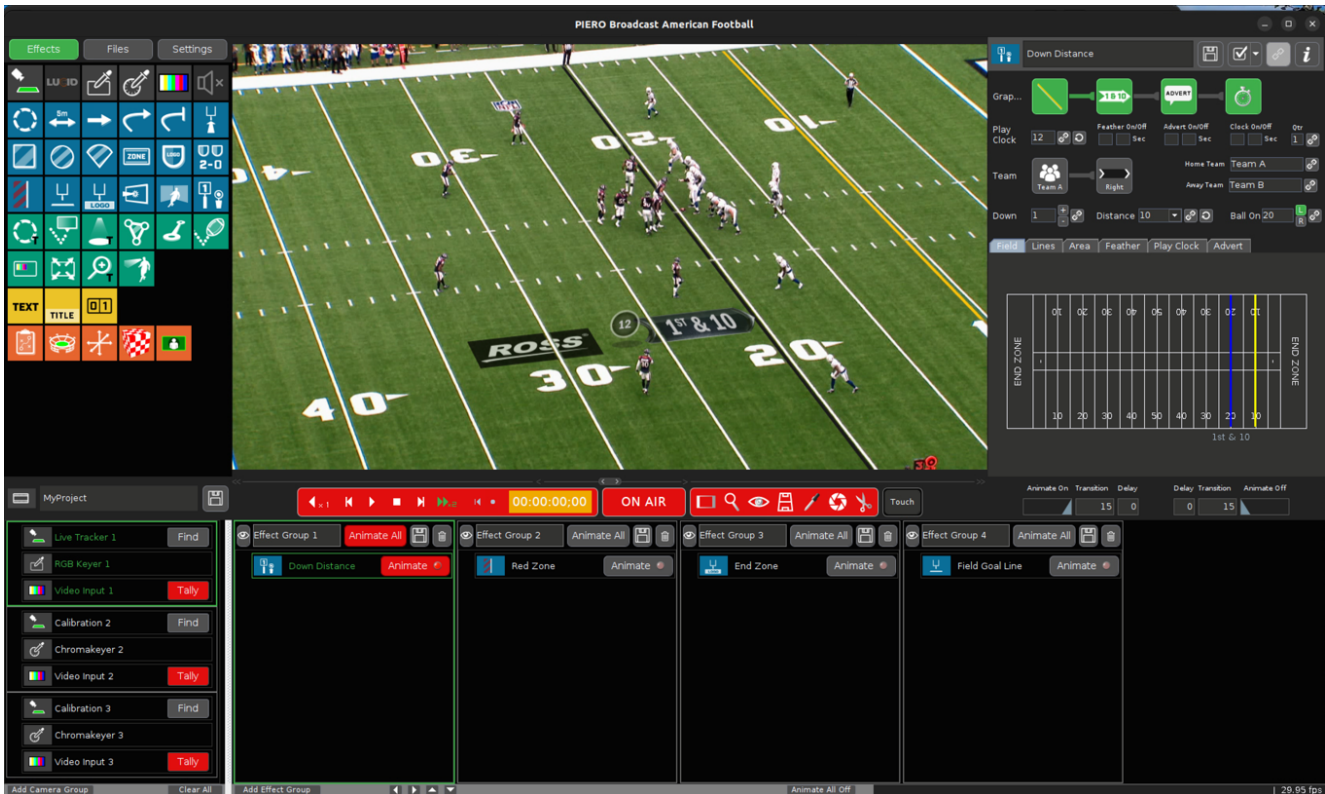 PIERO Broadcast American Football
Effects Files Settings
LUCID
5m
ZONE LOGO 2-0
LOGO 1
T
T
T
TEXT TITLE 01
NFL
10
20
30
40
12 1ST & 10
ROSS
20
30
40
Down Distance i
Grap... 1 & 10 ADVERT
Play Clock 12 Feather On/Off Sec Advert On/Off Sec Clock On/Off Sec Qtr 1
Team Team A Right Home Team Team A
Away Team Team B
Down 1 + - Distance 10 Ball On 20 L R
Field Lines Area Feather Play Clock Advert
10 20 30 40 50 40 30 20 10
END ZONE END ZONE
10 20 30 40 50 40 30 20 10
1st & 10
MyProject
x1 x2 00:00:00;00 ON AIR Touch
Animate On Transition Delay Delay Transition Animate Off
15 0 0 15
Live Tracker 1 Find
RGB Keyer 1
Video Input 1 Tally
Calibration 2 Find
Chromakeyer 2
Video Input 2 Tally
Calibration 3 Find
Chromakeyer 3
Video Input 3 Tally
Effect Group 1 Animate All
Down Distance Animate
Effect Group 2 Animate All
Red Zone Animate
Effect Group 3 Animate All
End Zone Animate
Effect Group 4 Animate All
Field Goal Line Animate
Add Camera Group Clear All Add Effect Group Animate All Off | 29.95 fps